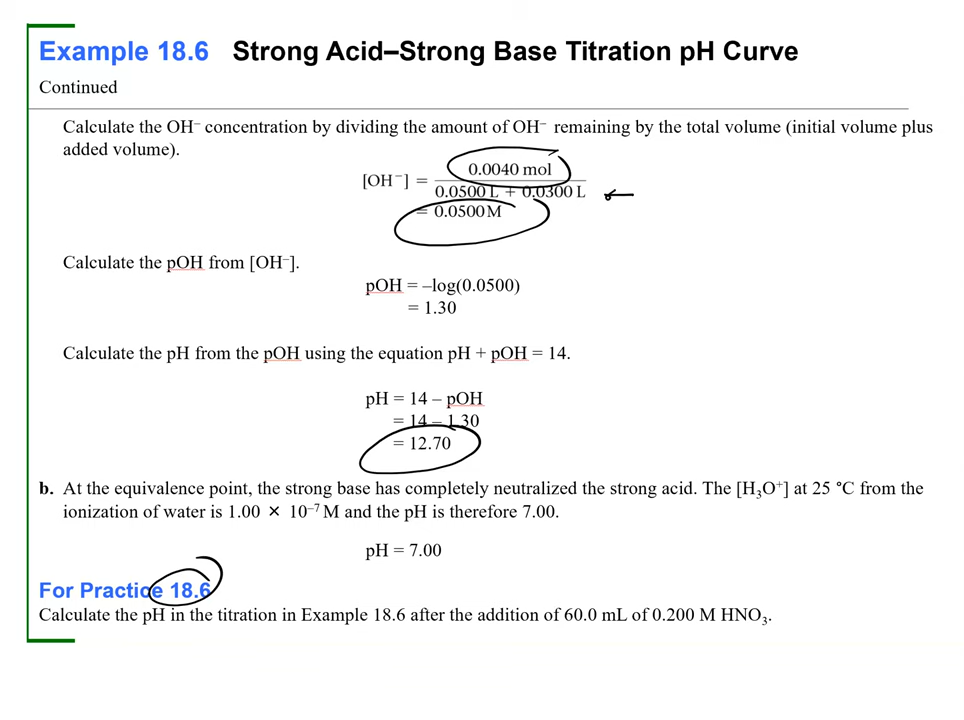 Example 18.6 Strong Acid–Strong Base Titration pH Curve
Continued
Calculate the OH⁻ concentration by dividing the amount of OH⁻ remaining by the total volume (initial volume plus
added volume).
0.0040 mol
[OH⁻] =
0.0500 L + 0.0300 L
= 0.0500 M
Calculate the pOH from [OH⁻].
pOH = –log(0.0500)
= 1.30
Calculate the pH from the pOH using the equation pH + pOH = 14.
pH = 14 – pOH
= 14 – 1.30
= 12.70
b. At the equivalence point, the strong base has completely neutralized the strong acid. The [H₃O⁺] at 25 °C from the
ionization of water is 1.00 × 10⁻⁷ M and the pH is therefore 7.00.
pH = 7.00
For Practice 18.6
Calculate the pH in the titration in Example 18.6 after the addition of 60.0 mL of 0.200 M HNO₃.